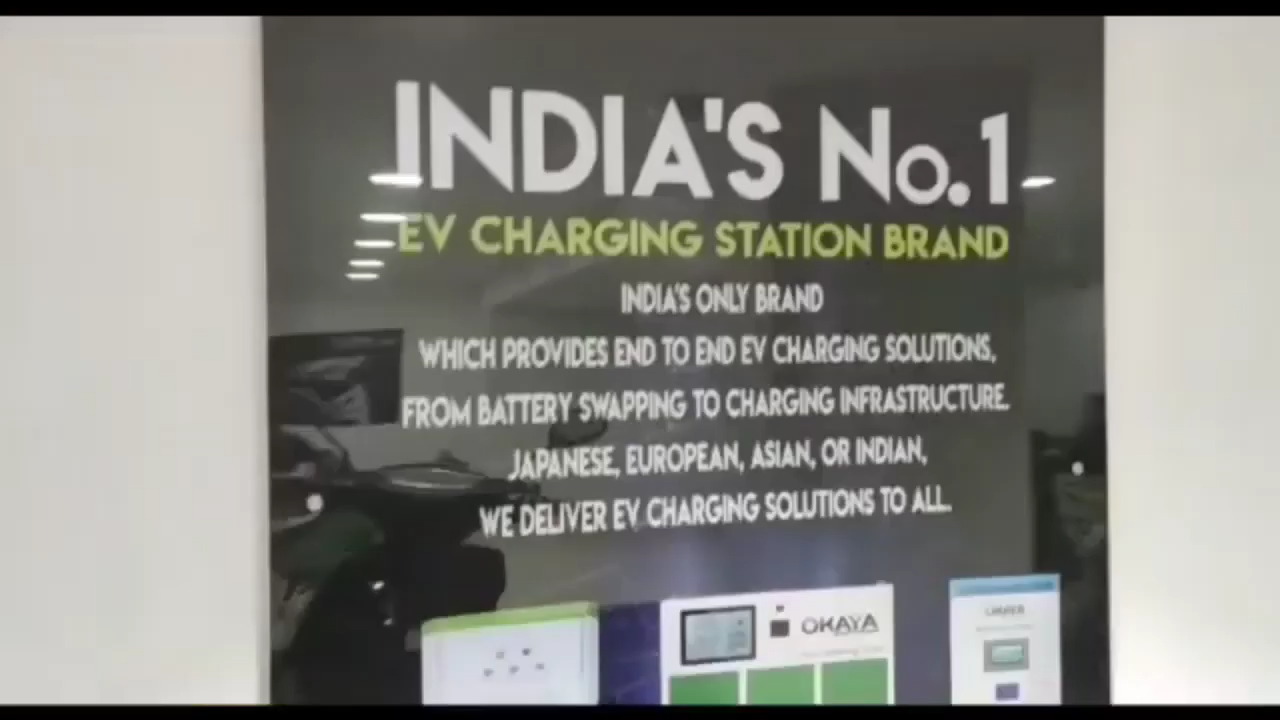 INDIA'S No.1
EV CHARGING STATION BRAND
INDIA'S ONLY BRAND
WHICH PROVIDES END TO END EV CHARGING SOLUTIONS,
FROM BATTERY SWAPPING TO CHARGING INFRASTRUCTURE.
JAPANESE, EUROPEAN, ASIAN, OR INDIAN,
WE DELIVER EV CHARGING SOLUTIONS TO ALL.
OKAYA